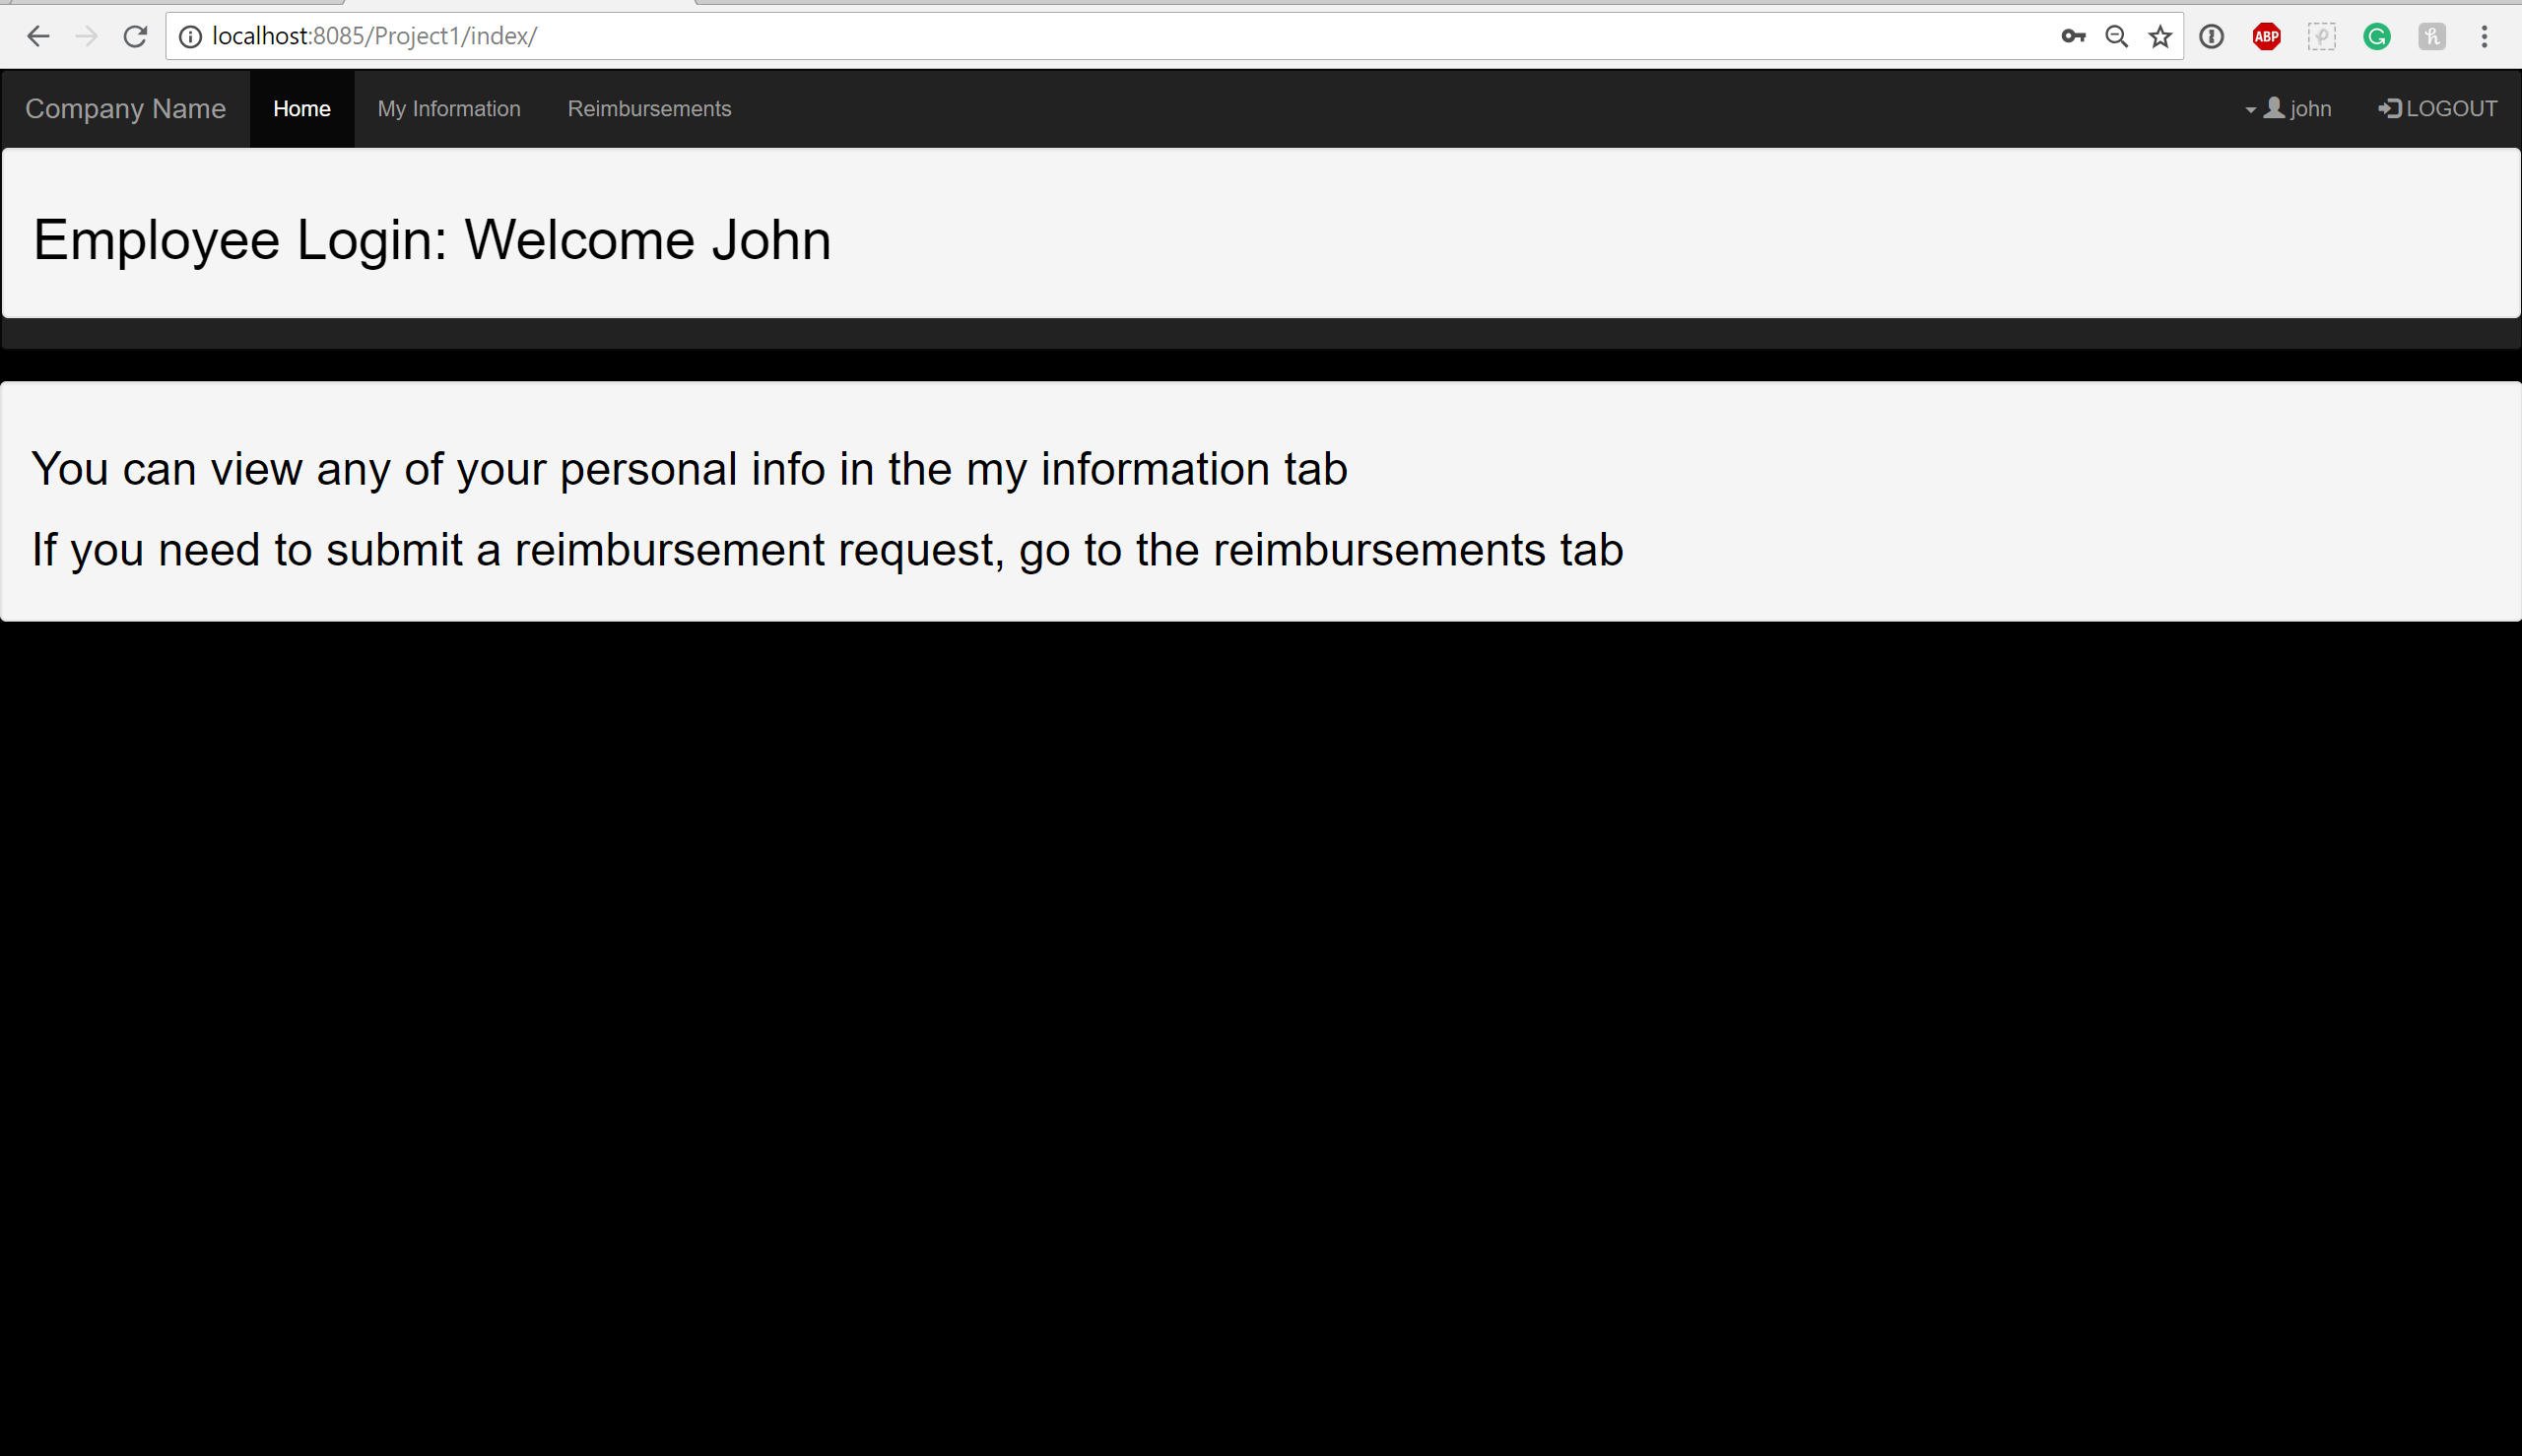 localhost:8085/Project1/index/
ABP
Company Name Home My Information Reimbursements john LOGOUT
Employee Login: Welcome John
You can view any of your personal info in the my information tab
If you need to submit a reimbursement request, go to the reimbursements tab